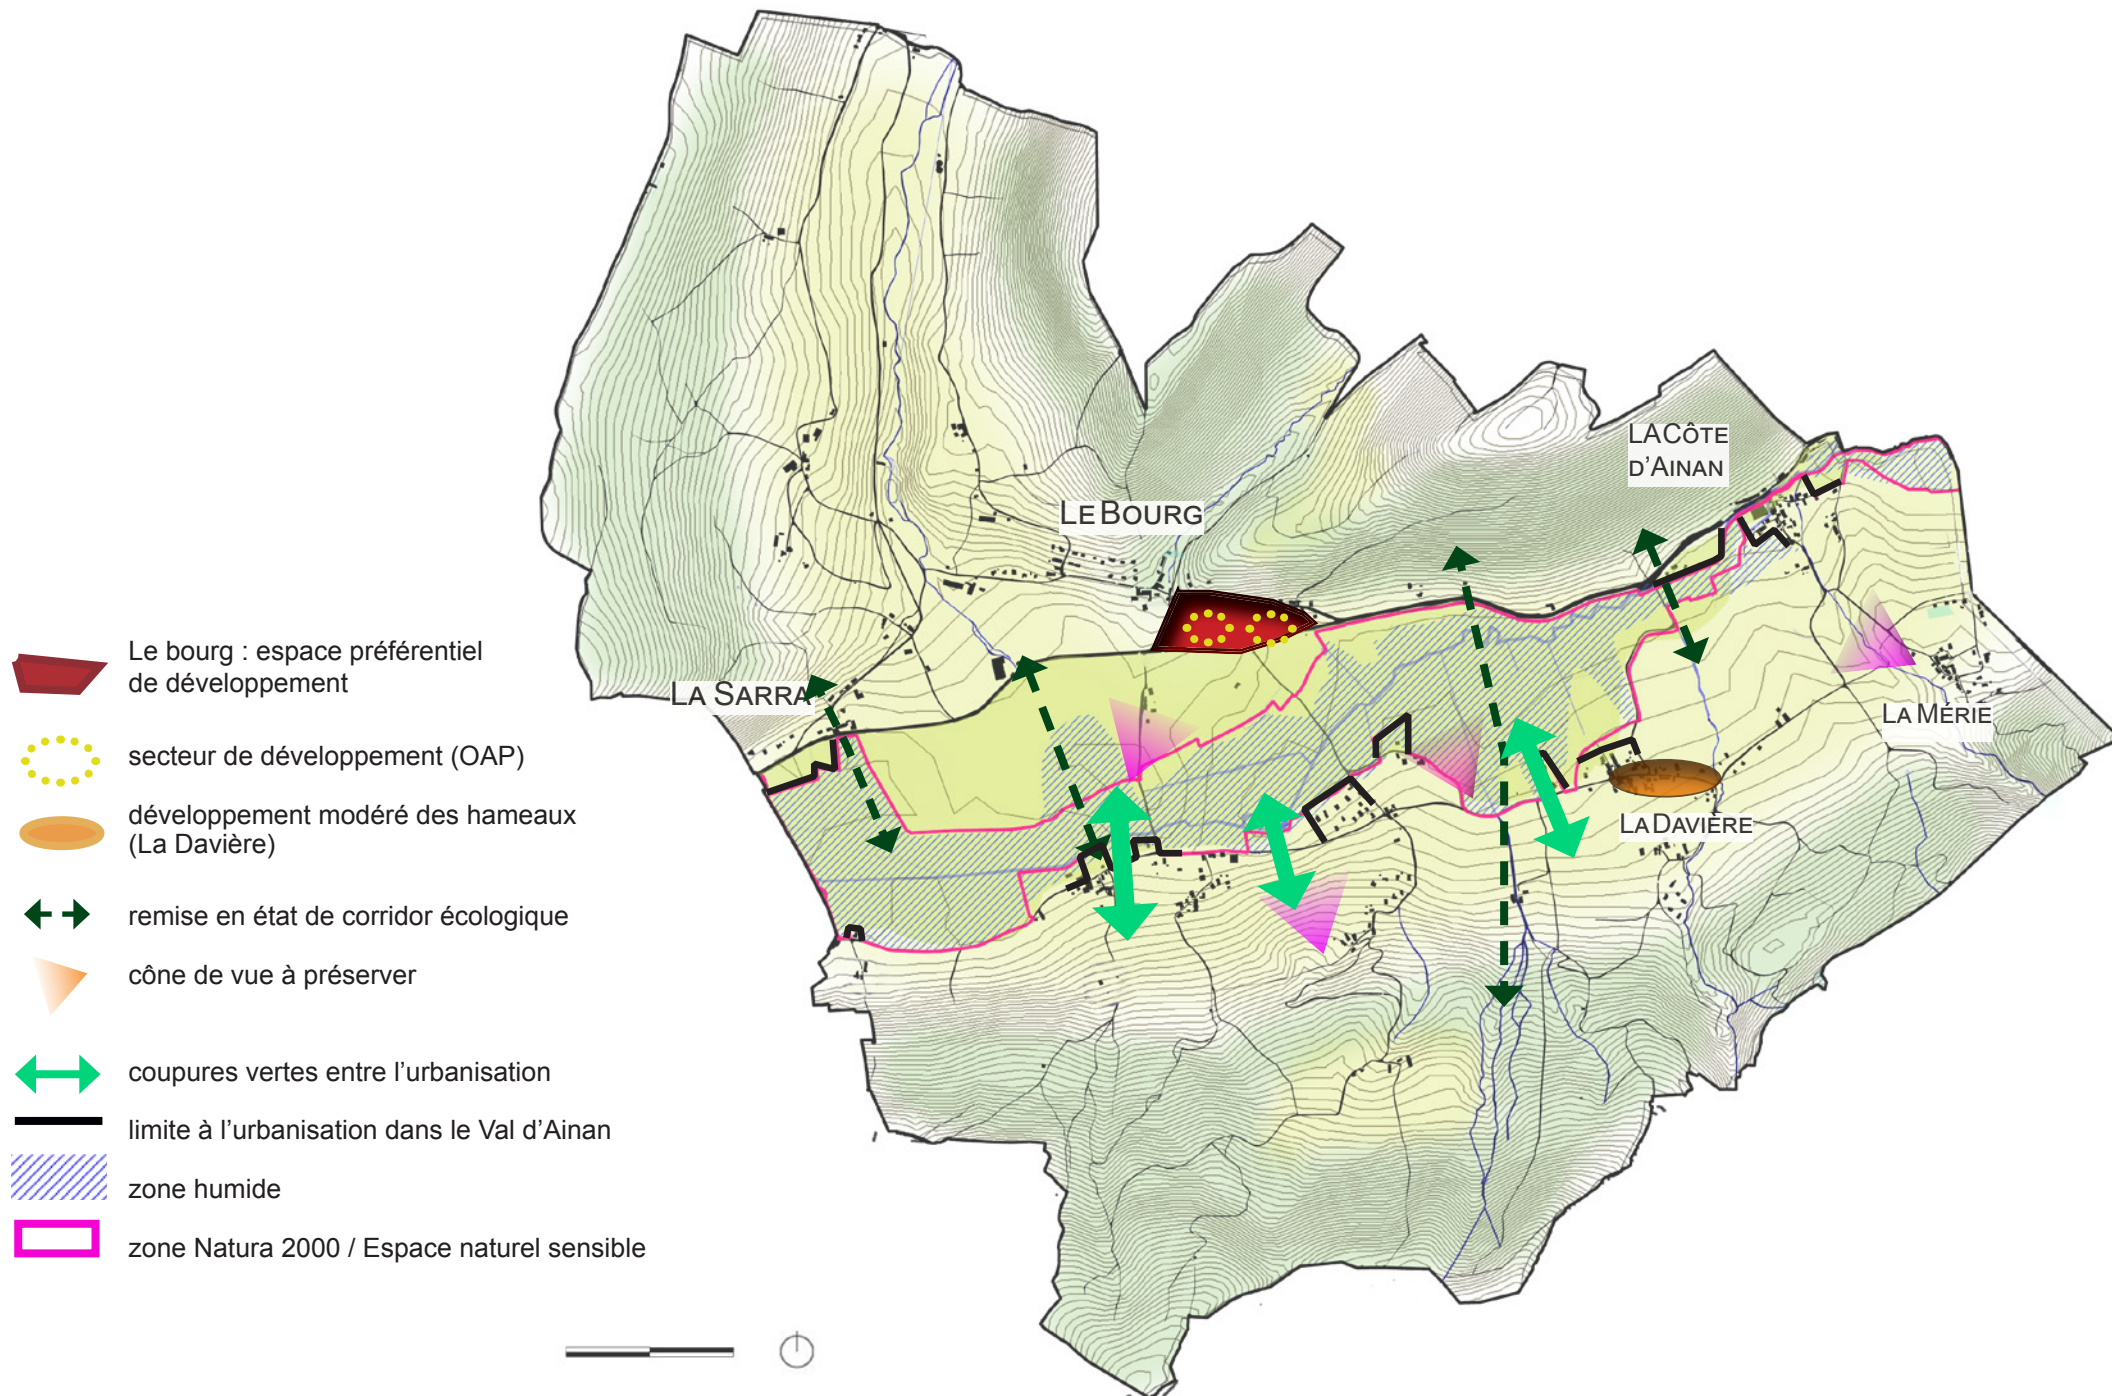 LA CÔTE
D'AINAN
LE BOURG
LA SARRA
LA MÉRIE
LA DAVIÈRE
Le bourg : espace préférentiel
de développement
secteur de développement (OAP)
développement modéré des hameaux
(La Davière)
remise en état de corridor écologique
cône de vue à préserver
coupures vertes entre l'urbanisation
limite à l'urbanisation dans le Val d'Ainan
zone humide
zone Natura 2000 / Espace naturel sensible